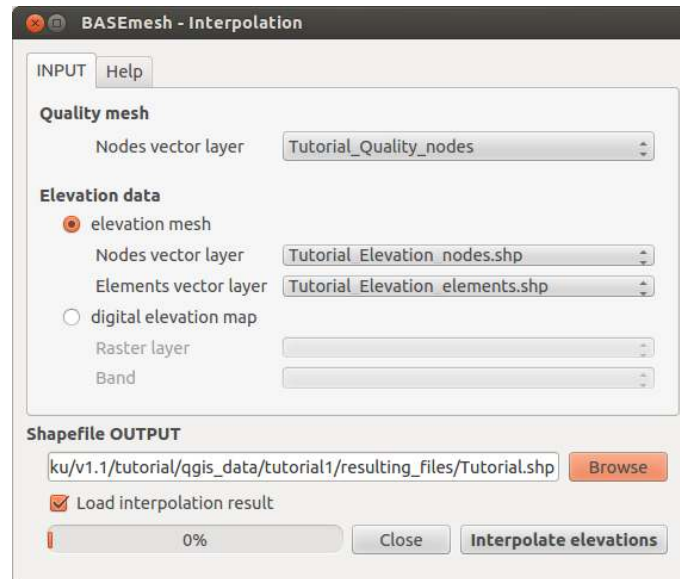 BASEmesh - Interpolation
INPUT Help
Quality mesh
Nodes vector layer Tutorial_Quality_nodes
Elevation data
elevation mesh
Nodes vector layer Tutorial_Elevation_nodes.shp
Elements vector layer Tutorial_Elevation_elements.shp
digital elevation map
Raster layer
Band
Shapefile OUTPUT
ku/v1.1/tutorial/qgis_data/tutorial1/resulting_files/Tutorial.shp Browse
Load interpolation result
0% Close Interpolate elevations